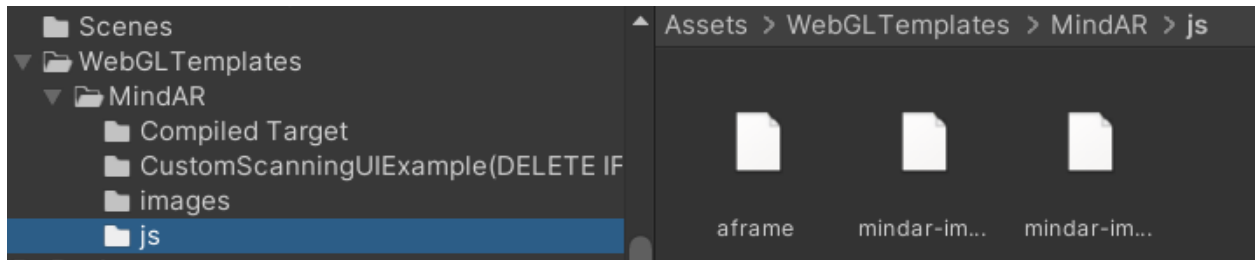 Scenes
WebGLTemplates
MindAR
Compiled Target
CustomScanningUIExample(DELETE IF
images
js
Assets > WebGLTemplates > MindAR > js
aframe
mindar-im...
mindar-im...